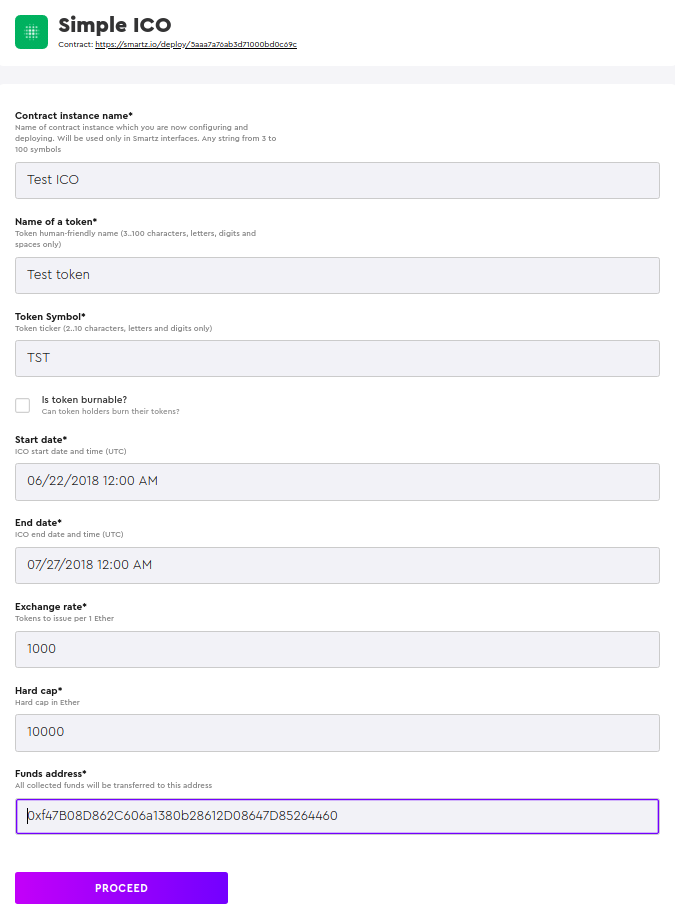 Simple ICO
Contract: https://smartz.io/deploy/5aaa7a76ab3d71000bd0c69c
Contract instance name*
Name of contract instance which you are now configuring and
deploying. Will be used only in Smartz interfaces. Any string from 3 to
100 symbols
Test ICO
Name of a token*
Token human-friendly name (3..100 characters, letters, digits and
spaces only)
Test token
Token Symbol*
Token ticker (2..10 characters, letters and digits only)
TST
Is token burnable?
Can token holders burn their tokens?
Start date*
ICO start date and time (UTC)
06/22/2018 12:00 AM
End date*
ICO end date and time (UTC)
07/27/2018 12:00 AM
Exchange rate*
Tokens to issue per 1 Ether
1000
Hard cap*
Hard cap in Ether
10000
Funds address*
All collected funds will be transferred to this address
0xf47B08D862C606a1380b28612D08647D85264460
PROCEED